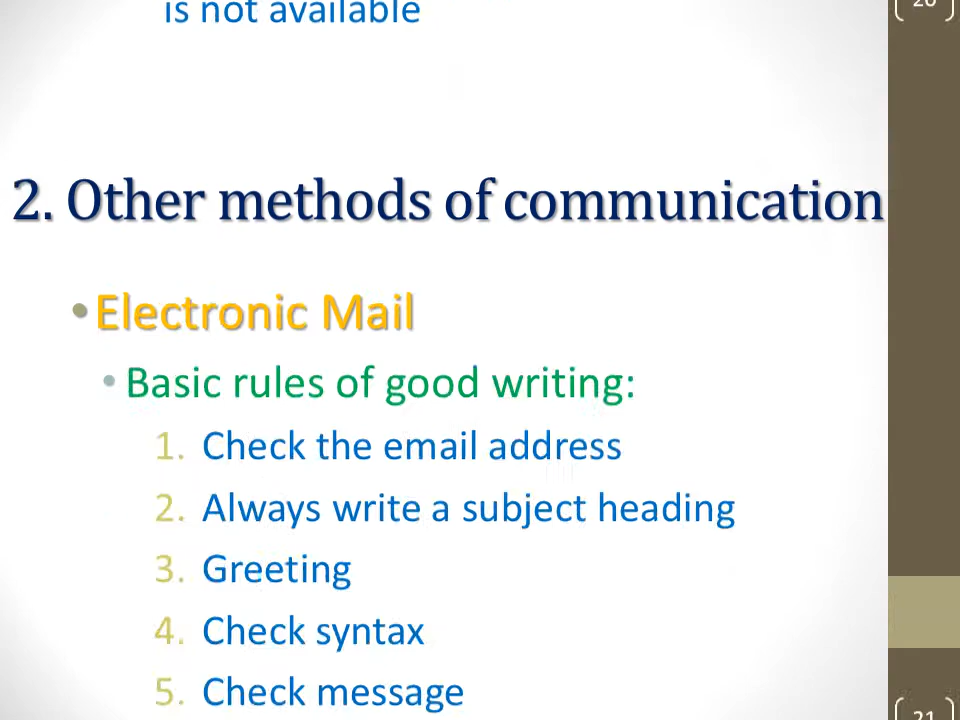 is not available
20
2. Other methods of communication
•Electronic Mail
• Basic rules of good writing:
1. Check the email address
2. Always write a subject heading
3. Greeting
4. Check syntax
5. Check message
21